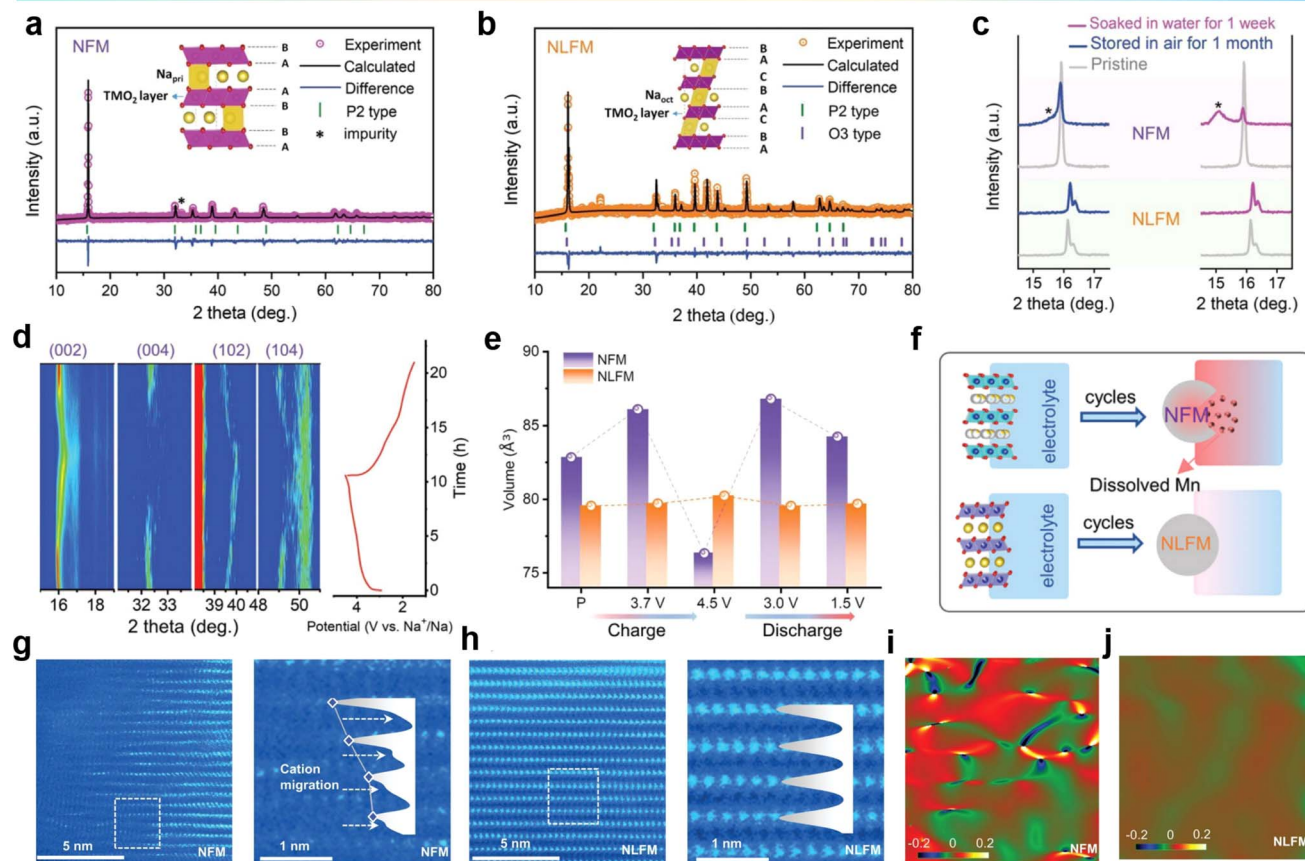 a
NFM
Experiment
Calculated
Difference
P2 type
impurity
Na_pri
TMO₂ layer
B
A
A
B
B
A
*
Intensity (a.u.)
10 20 30 40 50 60 70 80
2 theta (deg.)
b
NLFM
Experiment
Calculated
Difference
P2 type
O3 type
Na_oct
TMO₂ layer
B
A
C
B
A
C
B
A
Intensity (a.u.)
10 20 30 40 50 60 70 80
2 theta (deg.)
c
Soaked in water for 1 week
Stored in air for 1 month
Pristine
*
*
NFM
NLFM
Intensity (a.u.)
15 16 17 15 16 17
2 theta (deg.) 2 theta (deg.)
d
(002) (004) (102) (104)
16 18 32 33 39 40 48 50
2 theta (deg.)
20
15
10
5
0
Time (h)
4 2
Potential (V vs. Na⁺/Na)
e
NFM
NLFM
Volume (Å³)
85
80
75
P 3.7 V 4.5 V 3.0 V 1.5 V
Charge Discharge
f
electrolyte
cycles
NFM
Dissolved Mn
electrolyte
cycles
NLFM
g
5 nm
NFM
Cation
migration
1 nm
NFM
h
5 nm
NLFM
1 nm
NLFM
i
-0.2 0 0.2
NFM
j
-0.2 0 0.2
NLFM